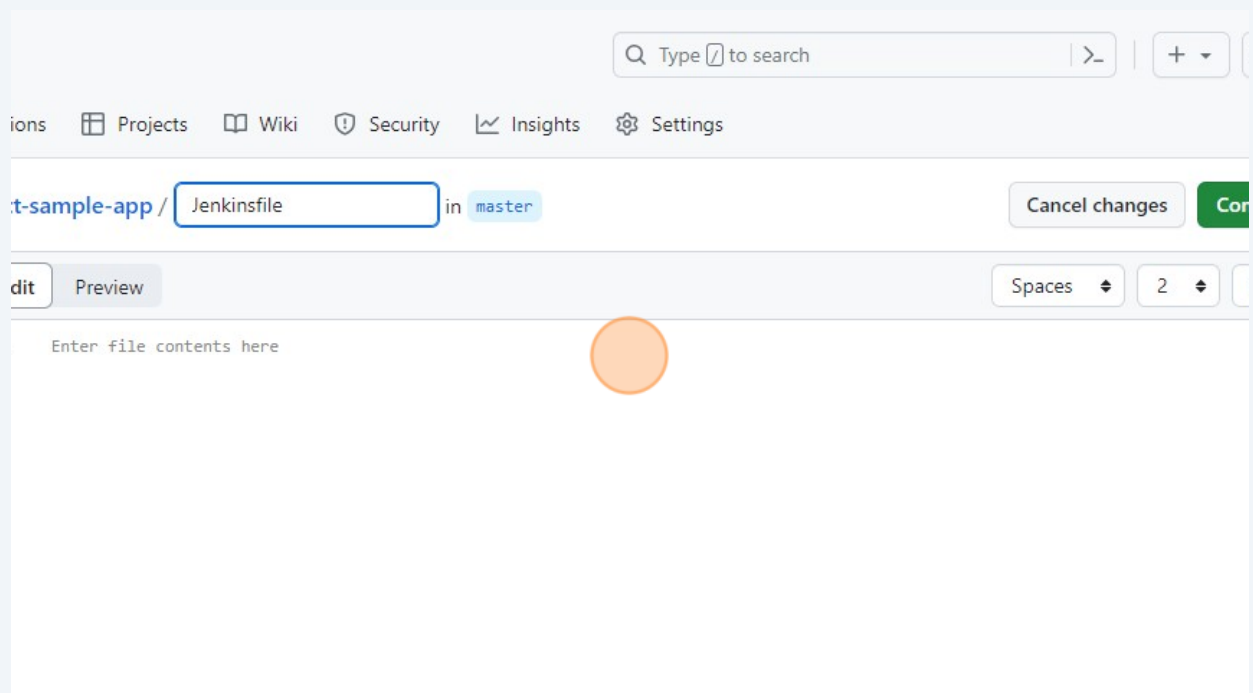 Type / to search
ions Projects Wiki Security Insights Settings
t-sample-app / Jenkinsfile in master Cancel changes Con
dit Preview Spaces 2
Enter file contents here